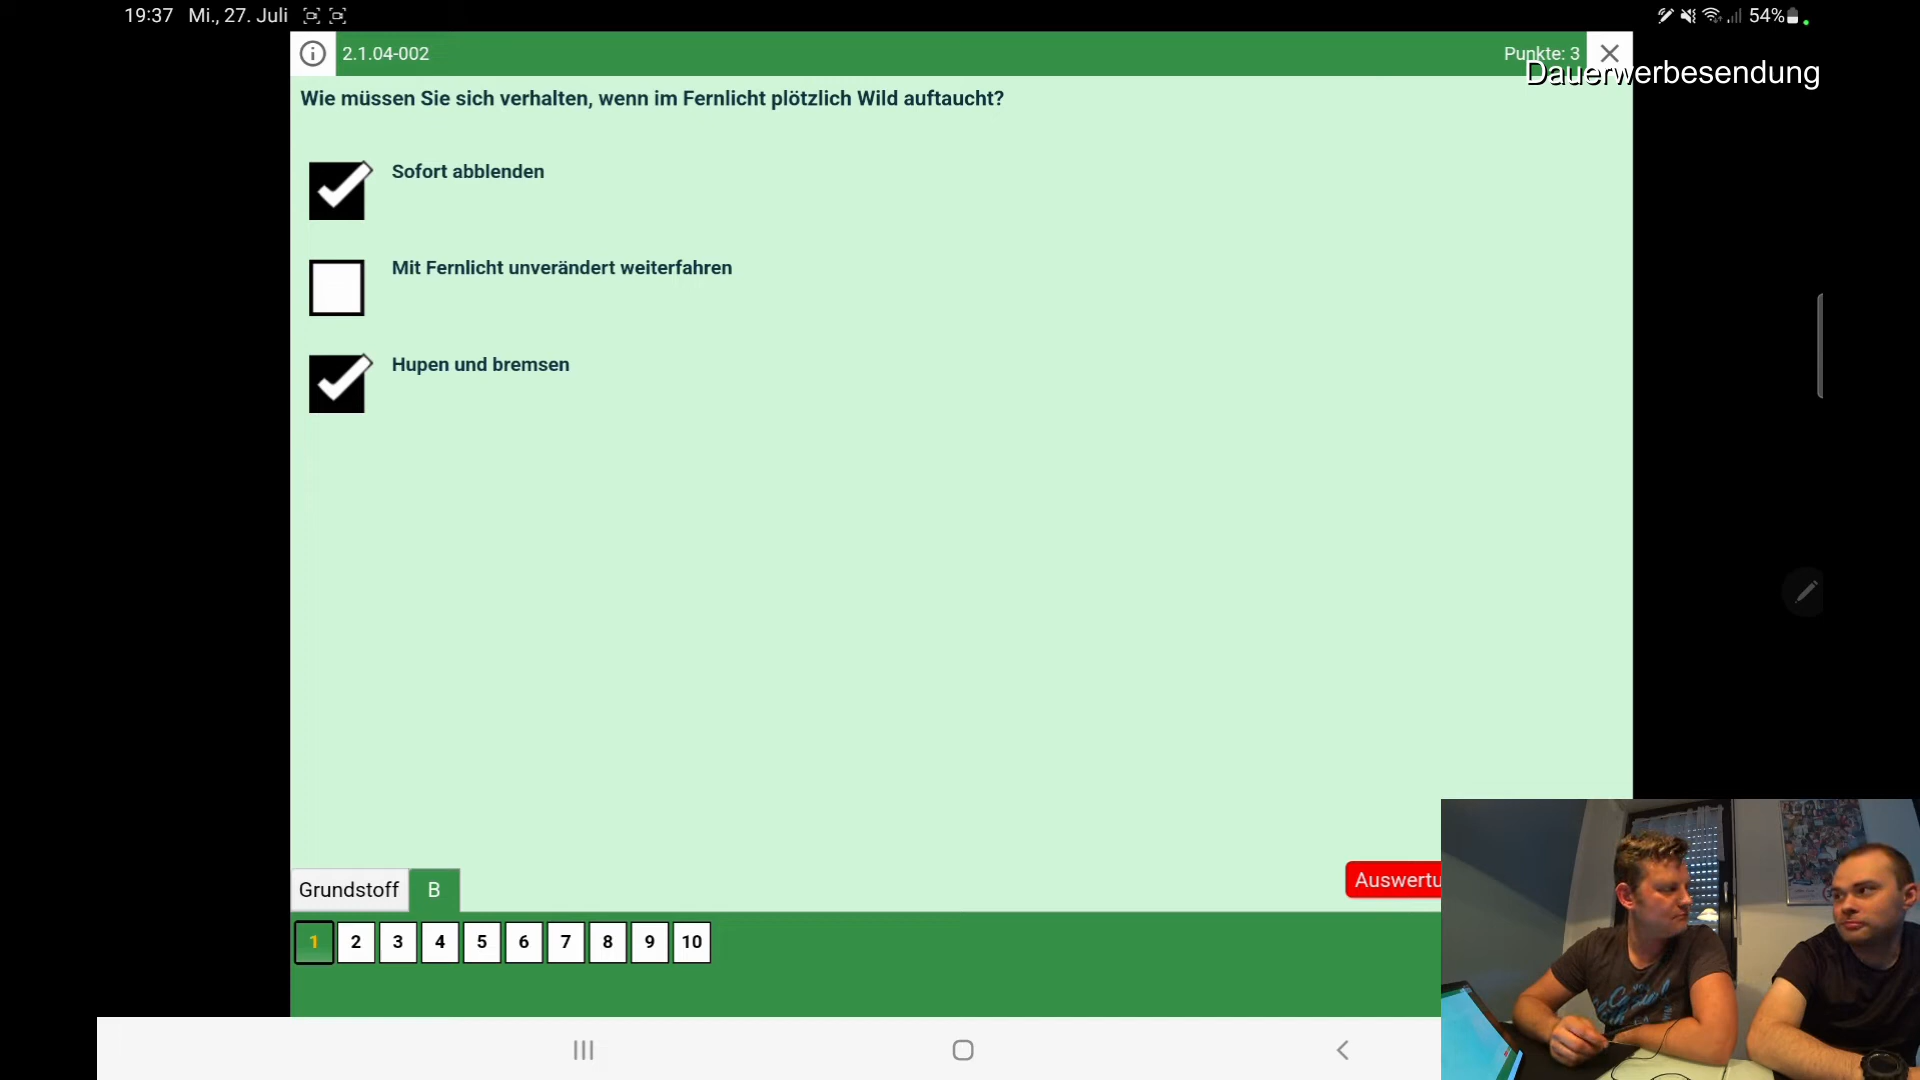 19:37 Mi., 27. Juli 54%
2.1.04-002 Punkte: 3
Dauerwerbesendung
Wie müssen Sie sich verhalten, wenn im Fernlicht plötzlich Wild auftaucht?
Sofort abblenden
Mit Fernlicht unverändert weiterfahren
Hupen und bremsen
Grundstoff B Auswertu
1 2 3 4 5 6 7 8 9 10